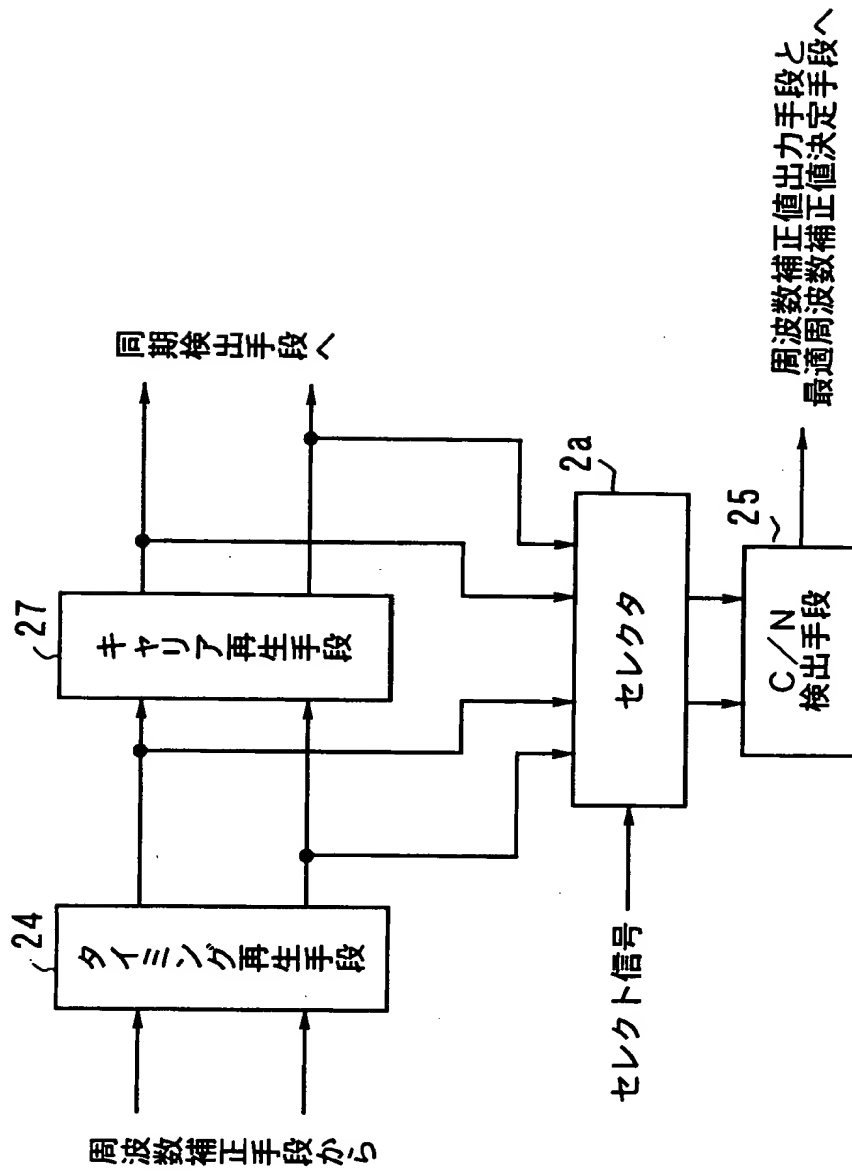 周波数補正手段から
24
タイミング再生手段
27
キャリア再生手段
同期検出手段へ
セレクト信号
2a
セレクタ
25
C/N
検出手段
周波数補正値出力手段と
最適周波数補正値決定手段へ